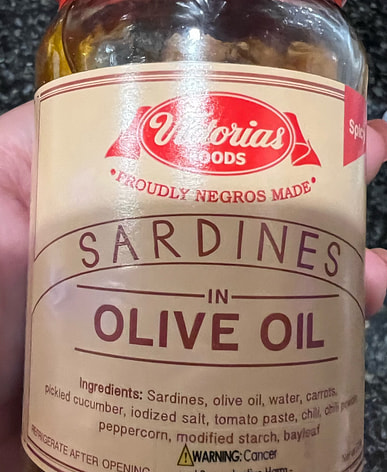 Victorias
FOODS
•PROUDLY NEGROS MADE•
SARDINES
IN
OLIVE OIL
Ingredients: Sardines, olive oil, water, carrots,
pickled cucumber, iodized salt, tomato paste, chili, chili powder
peppercorn, modified starch, bayleaf
REFRIGERATE AFTER OPENING
⚠WARNING: Cancer